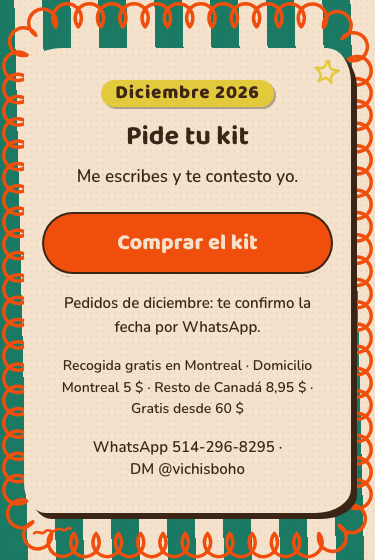 Diciembre 2026
Pide tu kit
Me escribes y te contesto yo.
Comprar el kit
Pedidos de diciembre: te confirmo la
fecha por WhatsApp.
Recogida gratis en Montreal · Domicilio
Montreal 5 $ · Resto de Canadá 8,95 $ ·
Gratis desde 60 $
WhatsApp 514-296-8295 ·
DM @vichisboho